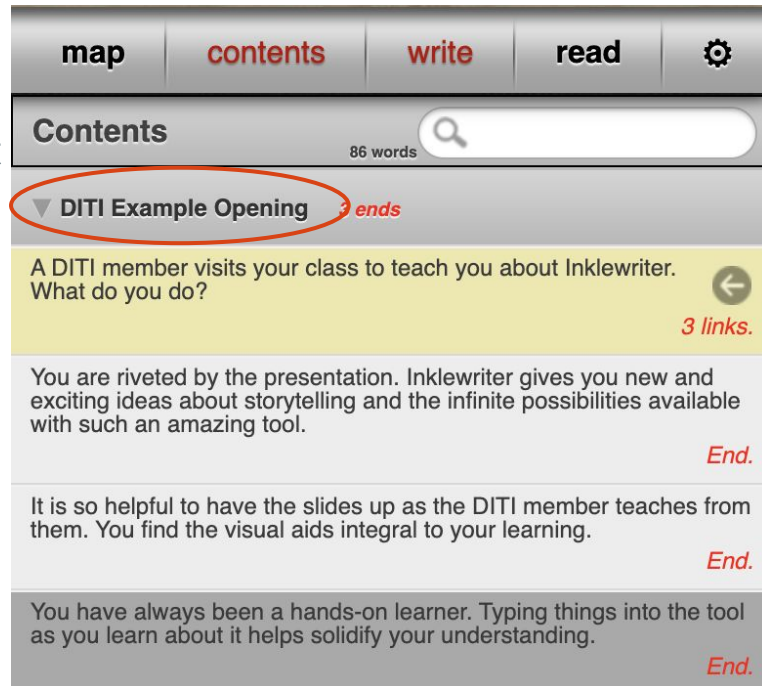 map contents write read
Contents
86 words
DITI Example Opening 3 ends
A DITI member visits your class to teach you about Inklewriter.
What do you do?
3 links.
You are riveted by the presentation. Inklewriter gives you new and
exciting ideas about storytelling and the infinite possibilities available
with such an amazing tool.
End.
It is so helpful to have the slides up as the DITI member teaches from
them. You find the visual aids integral to your learning.
End.
You have always been a hands-on learner. Typing things into the tool
as you learn about it helps solidify your understanding.
End.